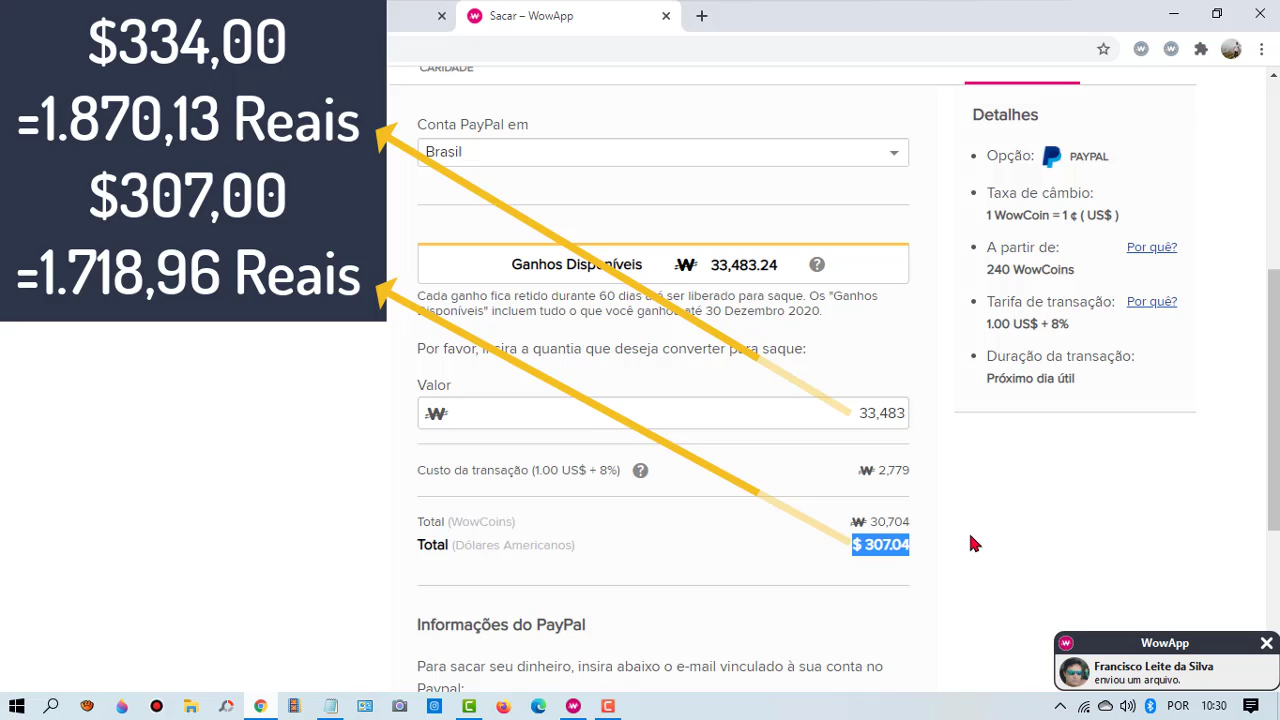 $334,00
=1.870,13 Reais
$307,00
=1.718,96 Reais
Sacar – WowApp
CARIDADE
Conta PayPal em
Brasil
Ganhos Disponíveis W 33,483.24 ?
Cada ganho fica retido durante 60 dias até ser liberado para saque. Os "Ganhos
Disponíveis" incluem tudo o que você ganhou até 30 Dezembro 2020.
Por favor, insira a quantia que deseja converter para saque:
Valor
W 33,483
Custo da transação (1.00 US$ + 8%) ? W 2,779
Total (WowCoins) W 30,704
Total (Dólares Americanos) $ 307.04
Informações do PayPal
Para sacar seu dinheiro, insira abaixo o e-mail vinculado à sua conta no
Paypal:
Detalhes
Opção: PAYPAL
Taxa de câmbio:
1 WowCoin = 1 ¢ ( US$ )
A partir de: Por quê?
240 WowCoins
Tarifa de transação: Por quê?
1.00 US$ + 8%
Duração da transação:
Próximo dia útil
WowApp
Francisco Leite da Silva
enviou um arquivo.
POR 10:30